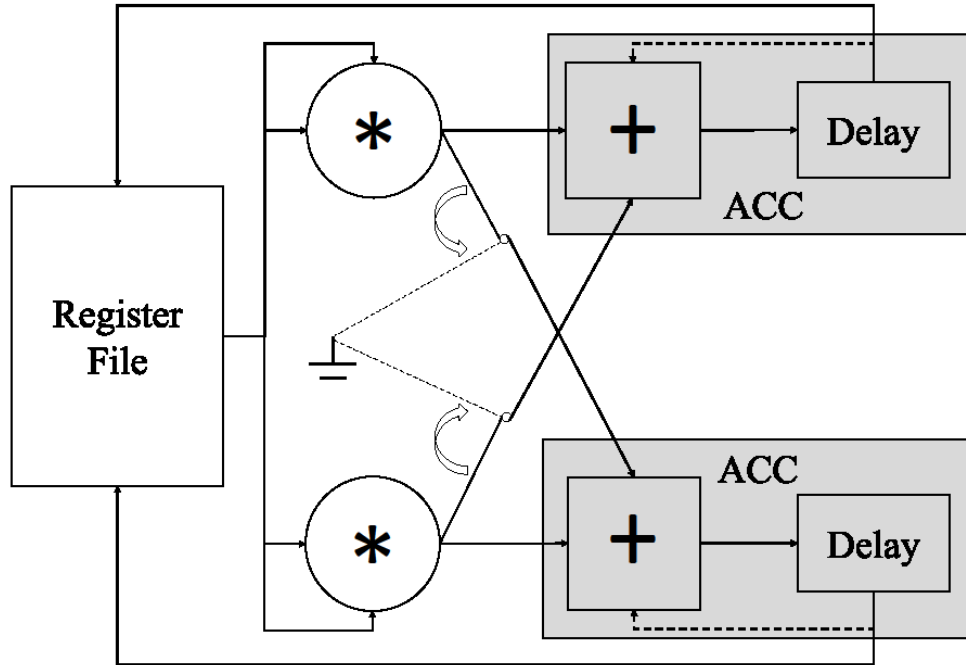 *
+
Delay
ACC
Register
File
ACC
*
+
Delay